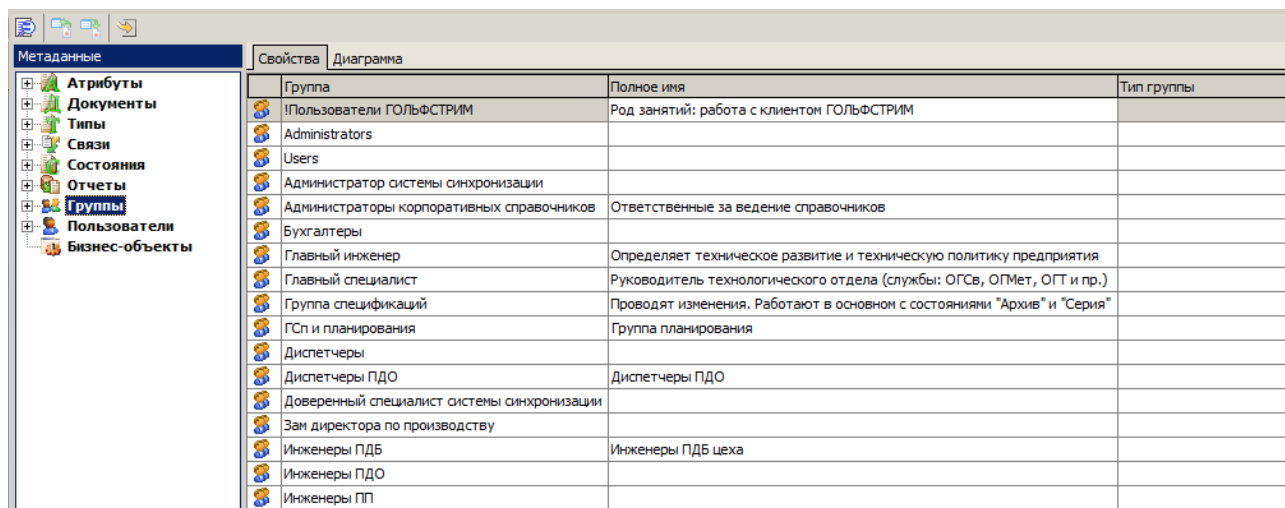 Метаданные
Свойства Диаграмма
Атрибуты
Документы
Типы
Связи
Состояния
Отчеты
Группы
Пользователи
Бизнес-объекты
Группа Полное имя Тип группы
!Пользователи ГОЛЬФСТРИМ Род занятий: работа с клиентом ГОЛЬФСТРИМ
Administrators
Users
Администратор системы синхронизации
Администраторы корпоративных справочников Ответственные за ведение справочников
Бухгалтеры
Главный инженер Определяет техническое развитие и техническую политику предприятия
Главный специалист Руководитель технологического отдела (службы: ОГСв, ОГМет, ОГТ и пр.)
Группа спецификаций Проводят изменения. Работают в основном с состояниями "Архив" и "Серия"
ГСп и планирования Группа планирования
Диспетчеры
Диспетчеры ПДО Диспетчеры ПДО
Доверенный специалист системы синхронизации
Зам директора по производству
Инженеры ПДБ Инженеры ПДБ цеха
Инженеры ПДО
Инженеры ПП